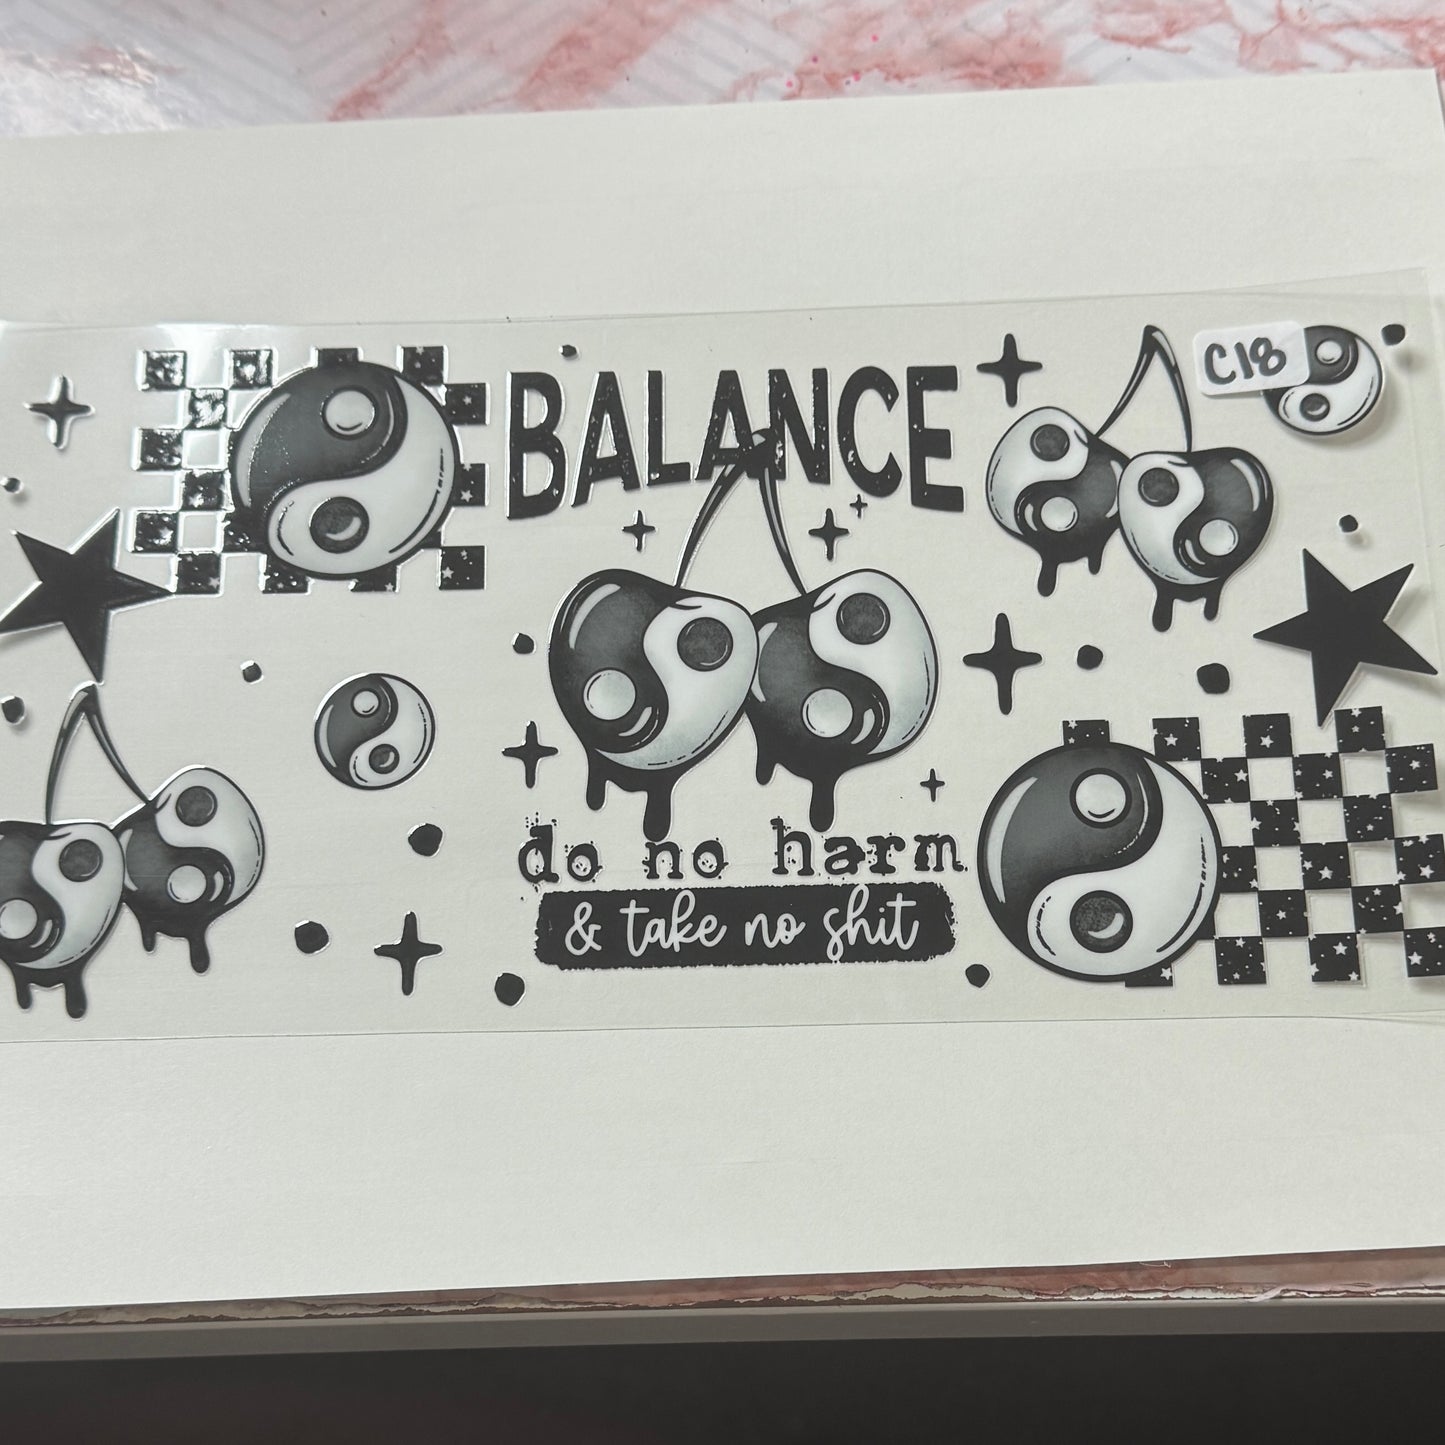 BALANCE
C18
do no harm
& take no shit